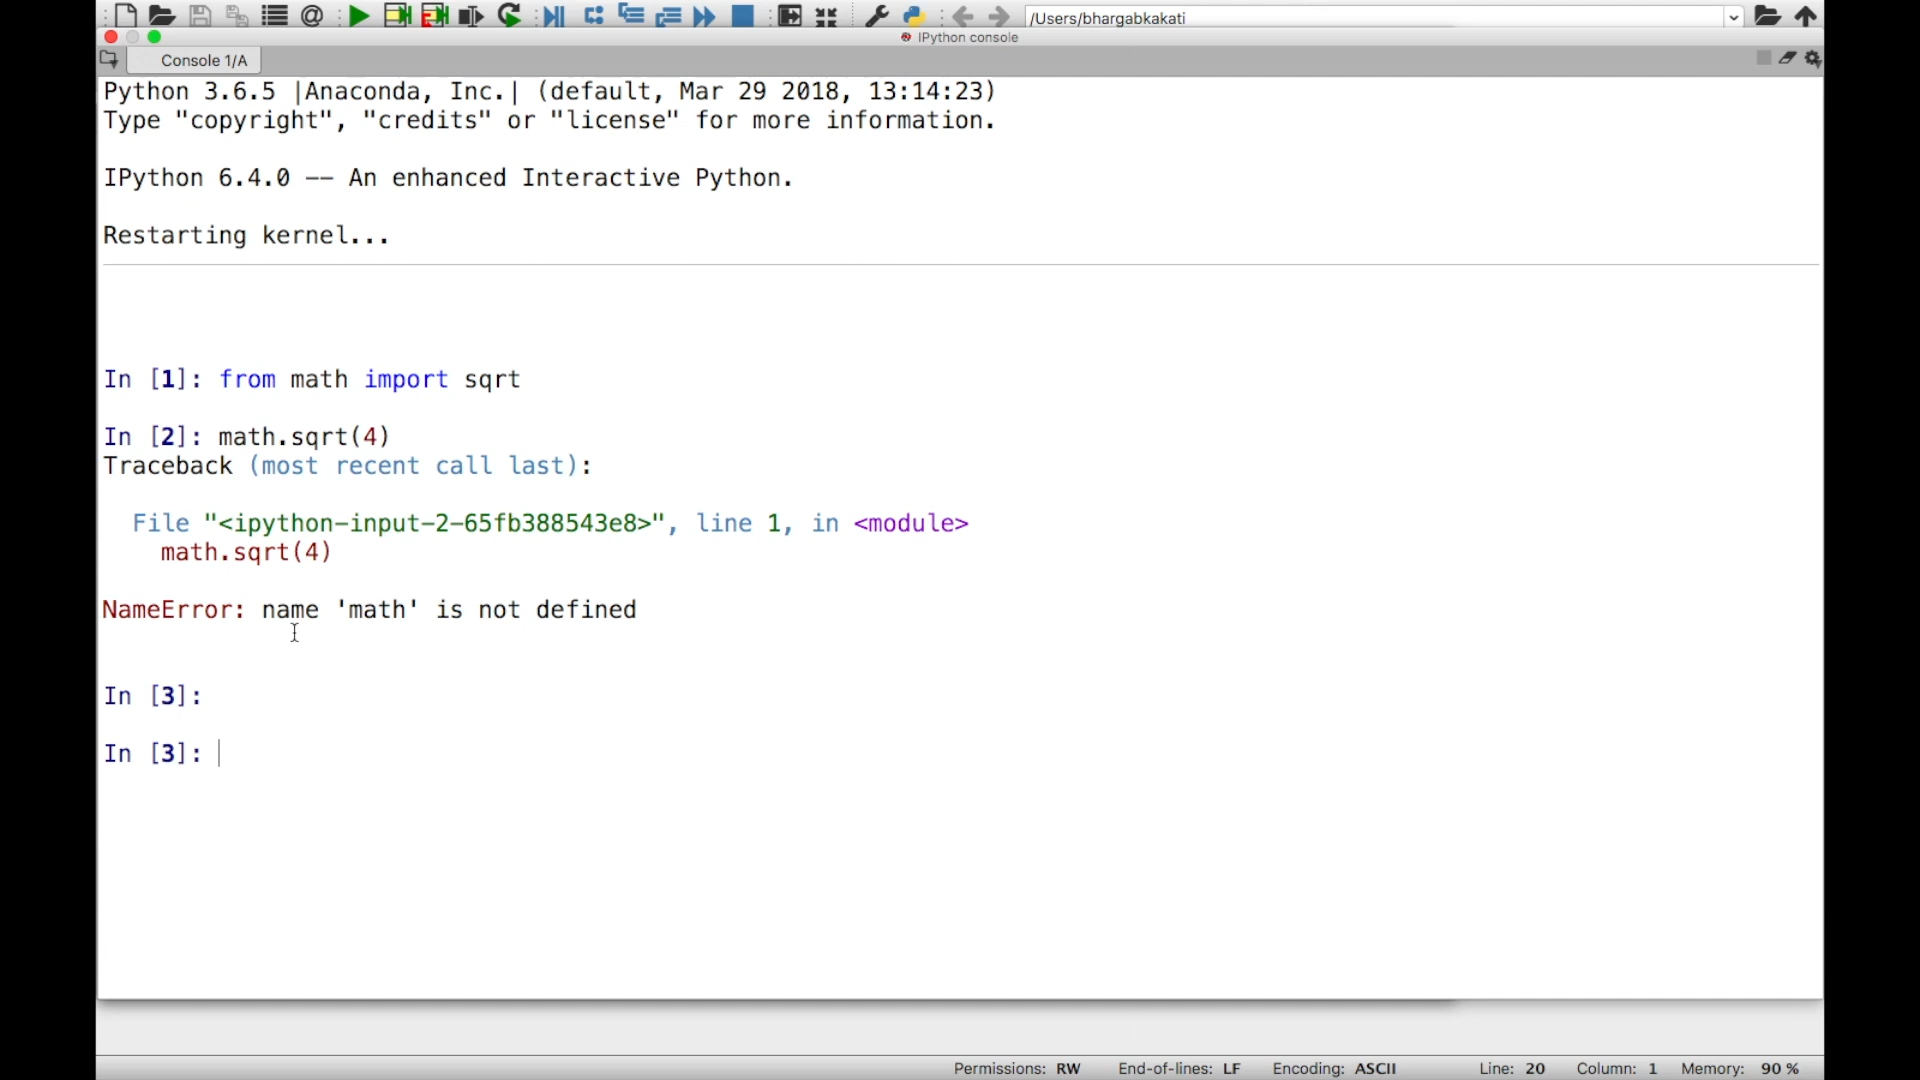 /Users/bhargabkakati
IPython console
Console 1/A
Python 3.6.5 |Anaconda, Inc.| (default, Mar 29 2018, 13:14:23)
Type "copyright", "credits" or "license" for more information.
IPython 6.4.0 -- An enhanced Interactive Python.
Restarting kernel...
In [1]: from math import sqrt
In [2]: math.sqrt(4)
Traceback (most recent call last):
File "<ipython-input-2-65fb388543e8>", line 1, in <module>
math.sqrt(4)
NameError: name 'math' is not defined
In [3]:
In [3]:
Permissions: RW End-of-lines: LF Encoding: ASCII Line: 20 Column: 1 Memory: 90 %